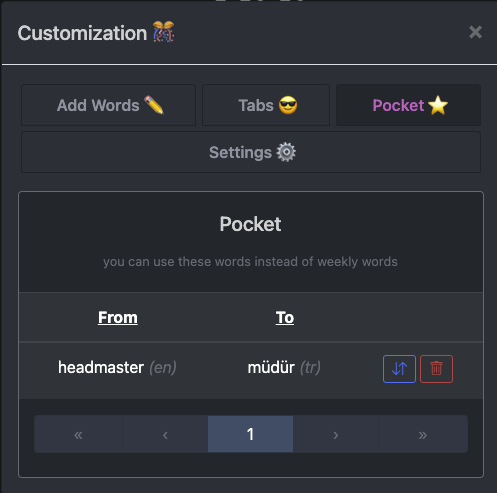 Customization 🎊 ×
Add Words ✏️ Tabs 😎 Pocket ⭐
Settings ⚙️
Pocket
you can use these words instead of weekly words
From To
headmaster (en) müdür (tr)
« ‹ 1 › »